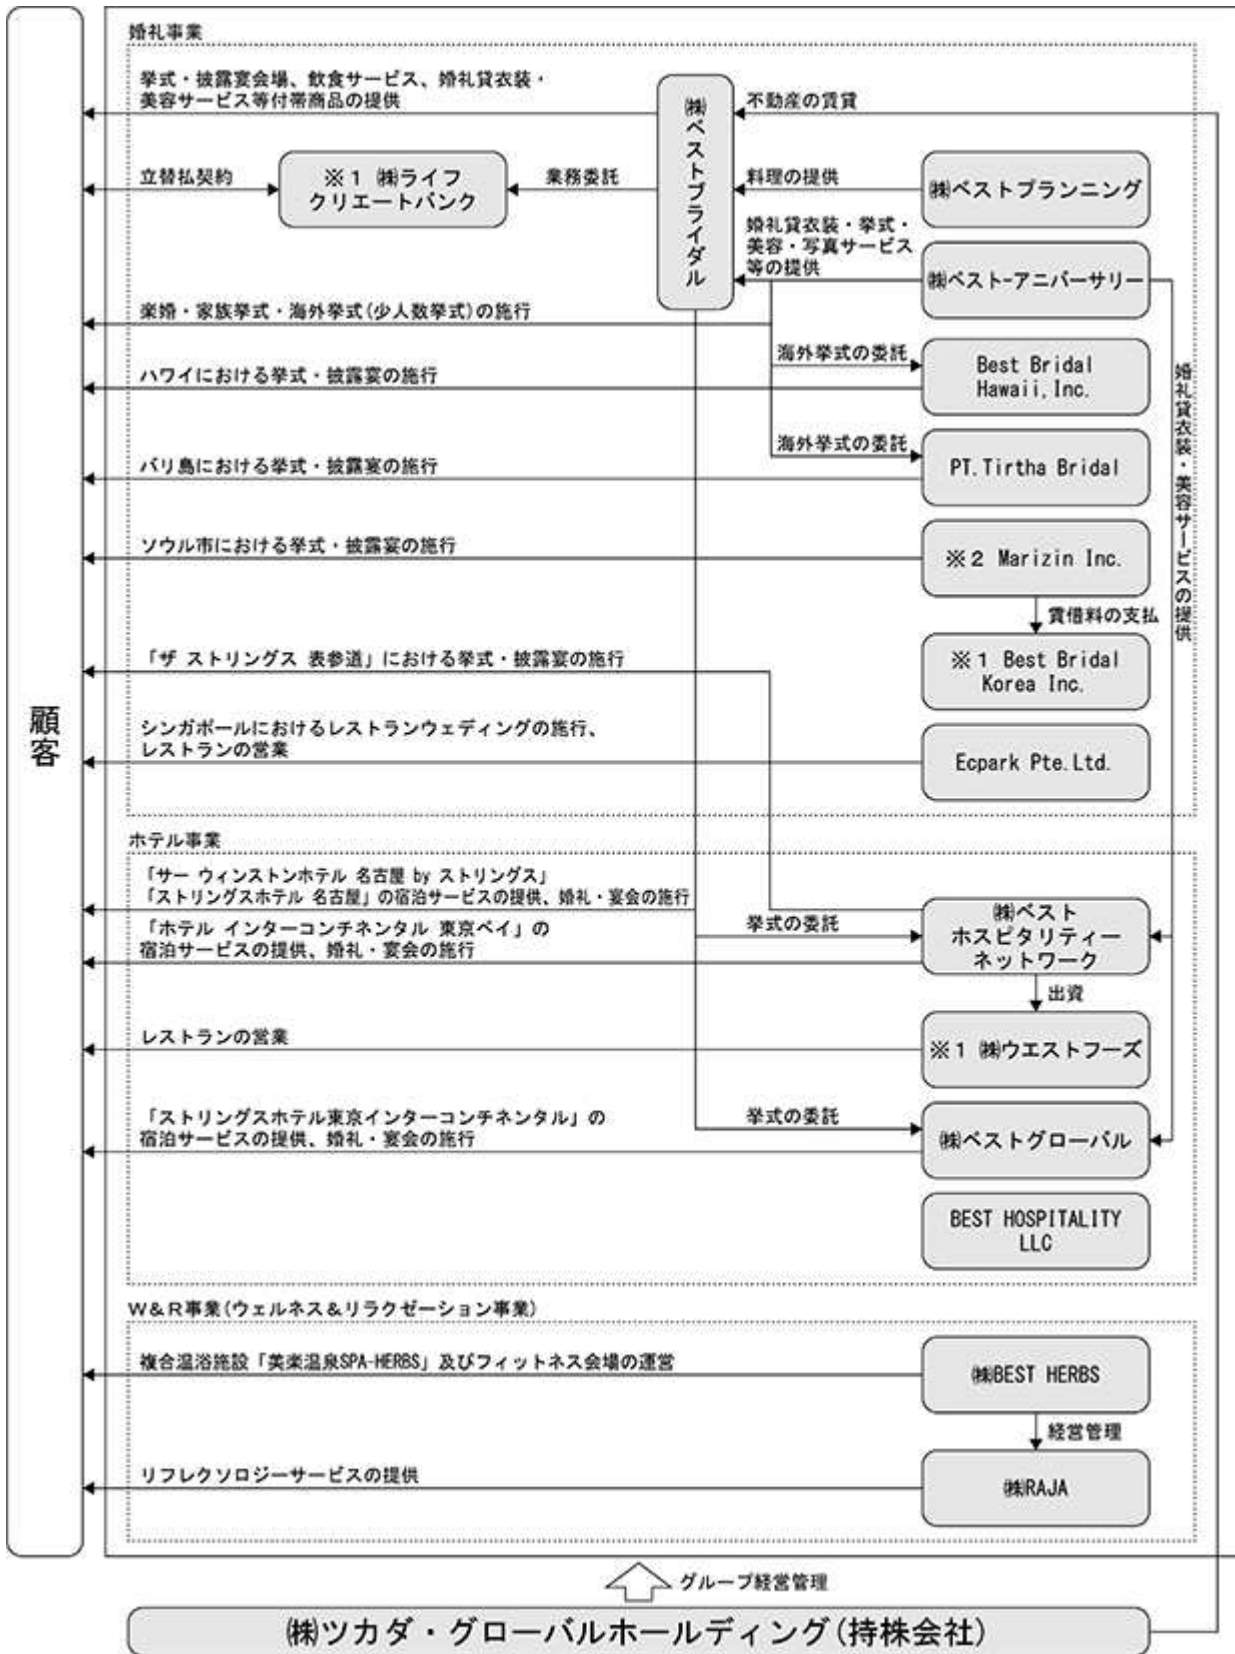 顧客
婚礼事業
挙式・披露宴会場、飲食サービス、婚礼貸衣装・
美容サービス等付帯商品の提供
㈱ベストブライダル
不動産の賃貸
立替払契約
※1 ㈱ライフ
クリエートバンク
業務委託
料理の提供
㈱ベストプランニング
婚礼貸衣装・挙式・
美容・写真サービス
等の提供
㈱ベスト-アニバーサリー
楽婚・家族挙式・海外挙式(少人数挙式)の施行
海外挙式の委託
Best Bridal
Hawaii,Inc.
ハワイにおける挙式・披露宴の施行
婚礼貸衣装・美容サービスの提供
海外挙式の委託
PT.Tirtha Bridal
バリ島における挙式・披露宴の施行
ソウル市における挙式・披露宴の施行
※2 Marizin Inc.
賃借料の支払
「ザ ストリングス 表参道」における挙式・披露宴の施行
※1 Best Bridal
Korea Inc.
シンガポールにおけるレストランウェディングの施行、
レストランの営業
Ecpark Pte.Ltd.
ホテル事業
「サー ウィンストンホテル 名古屋 by ストリングス」
「ストリングスホテル 名古屋」の宿泊サービスの提供、婚礼・宴会の施行
「ホテル インターコンチネンタル 東京ベイ」の
宿泊サービスの提供、婚礼・宴会の施行
挙式の委託
㈱ベスト
ホスピタリティー
ネットワーク
出資
レストランの営業
※1 ㈱ウエストフーズ
「ストリングスホテル東京インターコンチネンタル」の
宿泊サービスの提供、婚礼・宴会の施行
挙式の委託
㈱ベストグローバル
BEST HOSPITALITY
LLC
W&R事業(ウェルネス&リラクゼーション事業)
複合温浴施設「美楽温泉SPA-HERBS」及びフィットネス会場の運営
㈱BEST HERBS
経営管理
リフレクソロジーサービスの提供
㈱RAJA
グループ経営管理
㈱ツカダ・グローバルホールディング(持株会社)